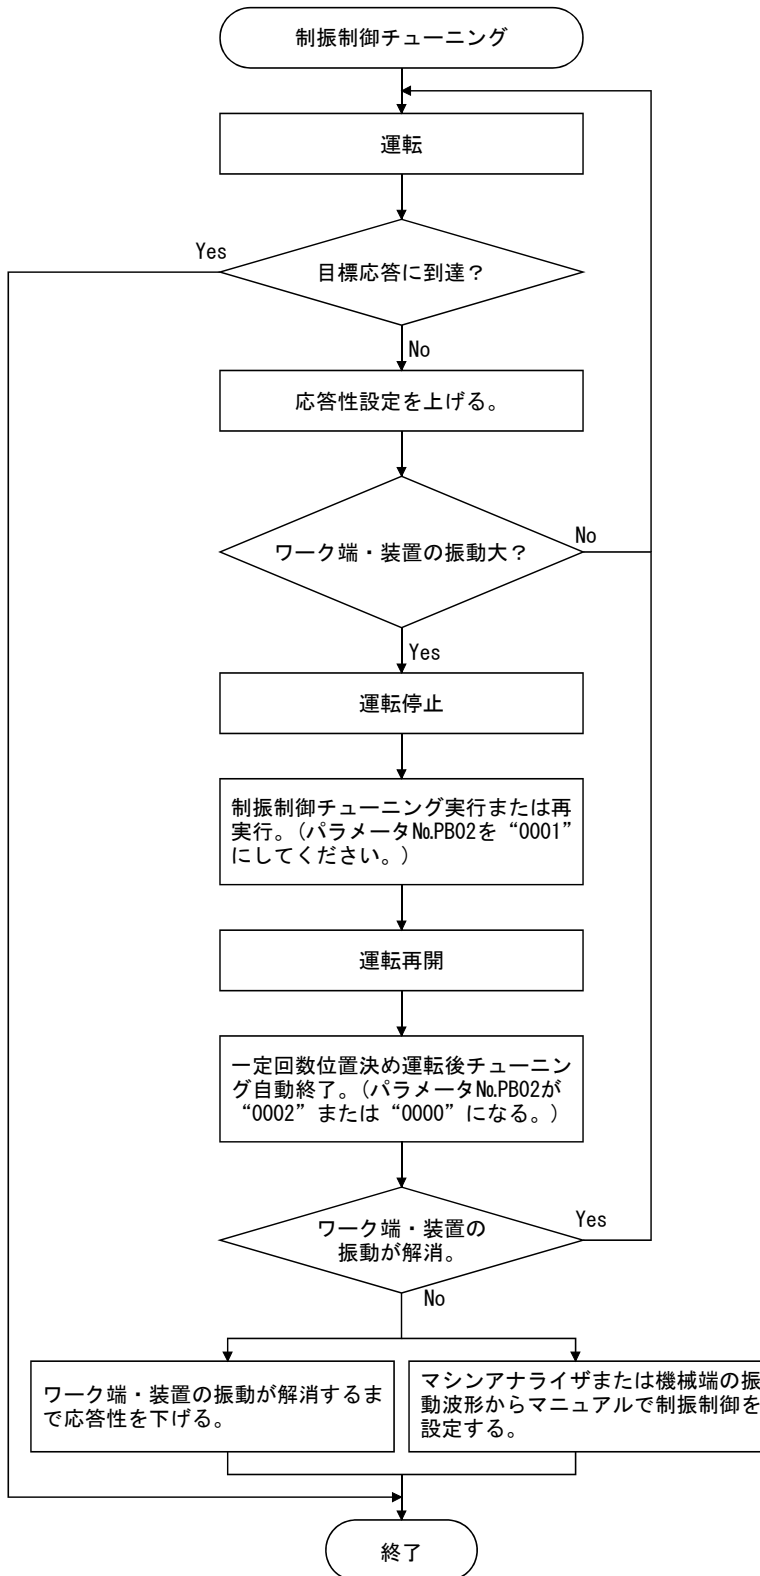 制振制御チューニング
運転
Yes
目標応答に到達?
No
応答性設定を上げる。
ワーク端・装置の振動大?
No
Yes
運転停止
制振制御チューニング実行または再
実行。(パラメータ№PB02を“0001”
にしてください。)
運転再開
一定回数位置決め運転後チューニン
グ自動終了。(パラメータ№PB02が
“0002”または“0000”になる。)
ワーク端・装置の
振動が解消。
Yes
No
ワーク端・装置の振動が解消するま
で応答性を下げる。
マシンアナライザまたは機械端の振
動波形からマニュアルで制振制御を
設定する。
終了